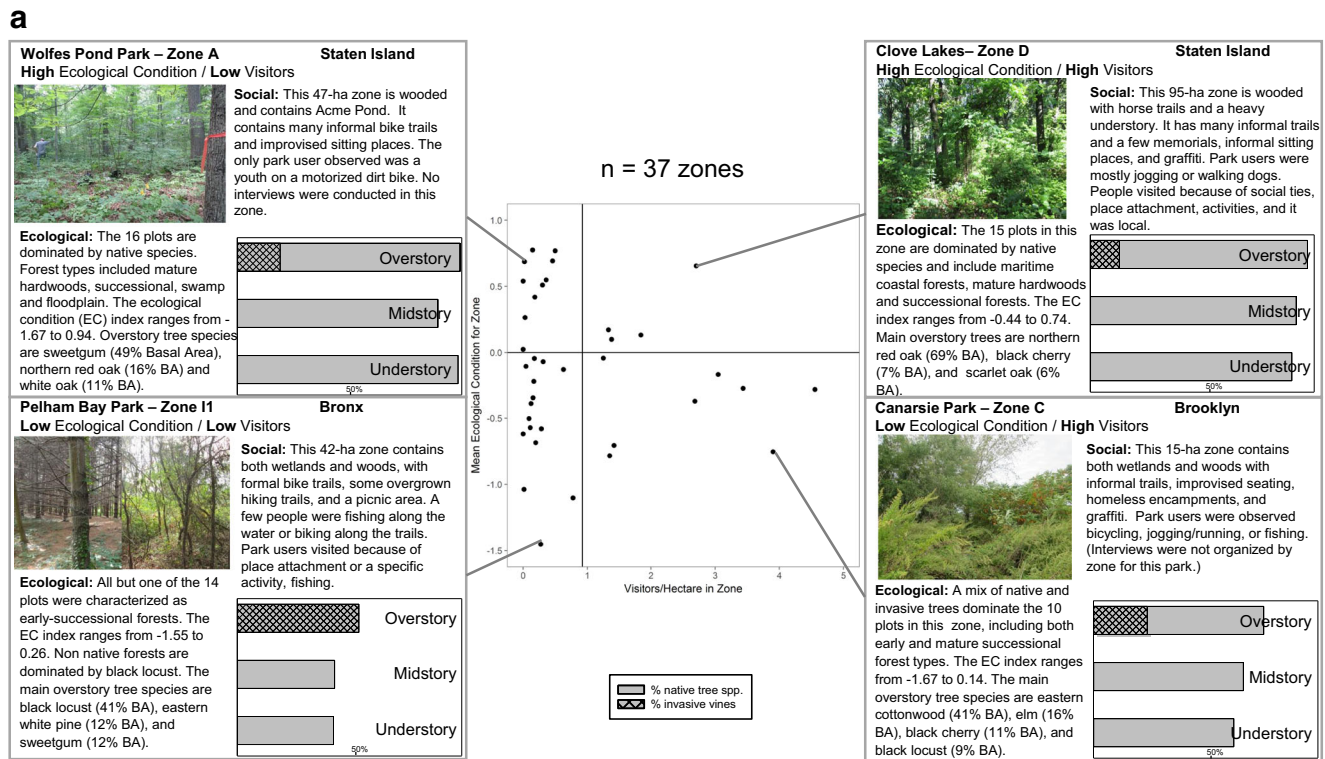 a
Wolfes Pond Park – Zone A Staten Island
High Ecological Condition / Low Visitors
Social: This 47-ha zone is wooded
and contains Acme Pond. It
contains many informal bike trails
and improvised sitting places. The
only park user observed was a
youth on a motorized dirt bike. No
interviews were conducted in this
zone.
Ecological: The 16 plots are
dominated by native species.
Forest types included mature
hardwoods, successional, swamp
and floodplain. The ecological
condition (EC) index ranges from -
1.67 to 0.94. Overstory tree species
are sweetgum (49% Basal Area),
northern red oak (16% BA) and
white oak (11% BA).
Overstory
Midstory
Understory
50%
Pelham Bay Park – Zone I1 Bronx
Low Ecological Condition / Low Visitors
Social: This 42-ha zone contains
both wetlands and woods, with
formal bike trails, some overgrown
hiking trails, and a picnic area. A
few people were fishing along the
water or biking along the trails.
Park users visited because of
place attachment or a specific
activity, fishing.
Ecological: All but one of the 14
plots were characterized as
early-successional forests. The
EC index ranges from -1.55 to
0.26. Non native forests are
dominated by black locust. The
main overstory tree species are
black locust (41% BA), eastern
white pine (12% BA), and
sweetgum (12% BA).
Overstory
Midstory
Understory
50%
n = 37 zones
Mean Ecological Condition for Zone
1.0
0.5
0.0
-0.5
-1.0
-1.5
0 1 2 3 4 5
Visitors/Hectare in Zone
% native tree spp.
% invasive vines
Clove Lakes– Zone D Staten Island
High Ecological Condition / High Visitors
Social: This 95-ha zone is wooded
with horse trails and a heavy
understory. It has many informal trails
and a few memorials, informal sitting
places, and graffiti. Park users were
mostly jogging or walking dogs.
People visited because of social ties,
place attachment, activities, and it
was local.
Ecological: The 15 plots in this
zone are dominated by native
species and include maritime
coastal forests, mature hardwoods
and successional forests. The EC
index ranges from -0.44 to 0.74.
Main overstory trees are northern
red oak (69% BA), black cherry
(7% BA), and scarlet oak (6%
BA).
Overstory
Midstory
Understory
50%
Canarsie Park – Zone C Brooklyn
Low Ecological Condition / High Visitors
Social: This 15-ha zone contains
both wetlands and woods with
informal trails, improvised seating,
homeless encampments, and
graffiti. Park users were observed
bicycling, jogging/running, or fishing.
(Interviews were not organized by
zone for this park.)
Ecological: A mix of native and
invasive trees dominate the 10
plots in this zone, including both
early and mature successional
forest types. The EC index ranges
from -1.67 to 0.14. The main
overstory tree species are eastern
cottonwood (41% BA), elm (16%
BA), black cherry (11% BA), and
black locust (9% BA).
Overstory
Midstory
Understory
50%